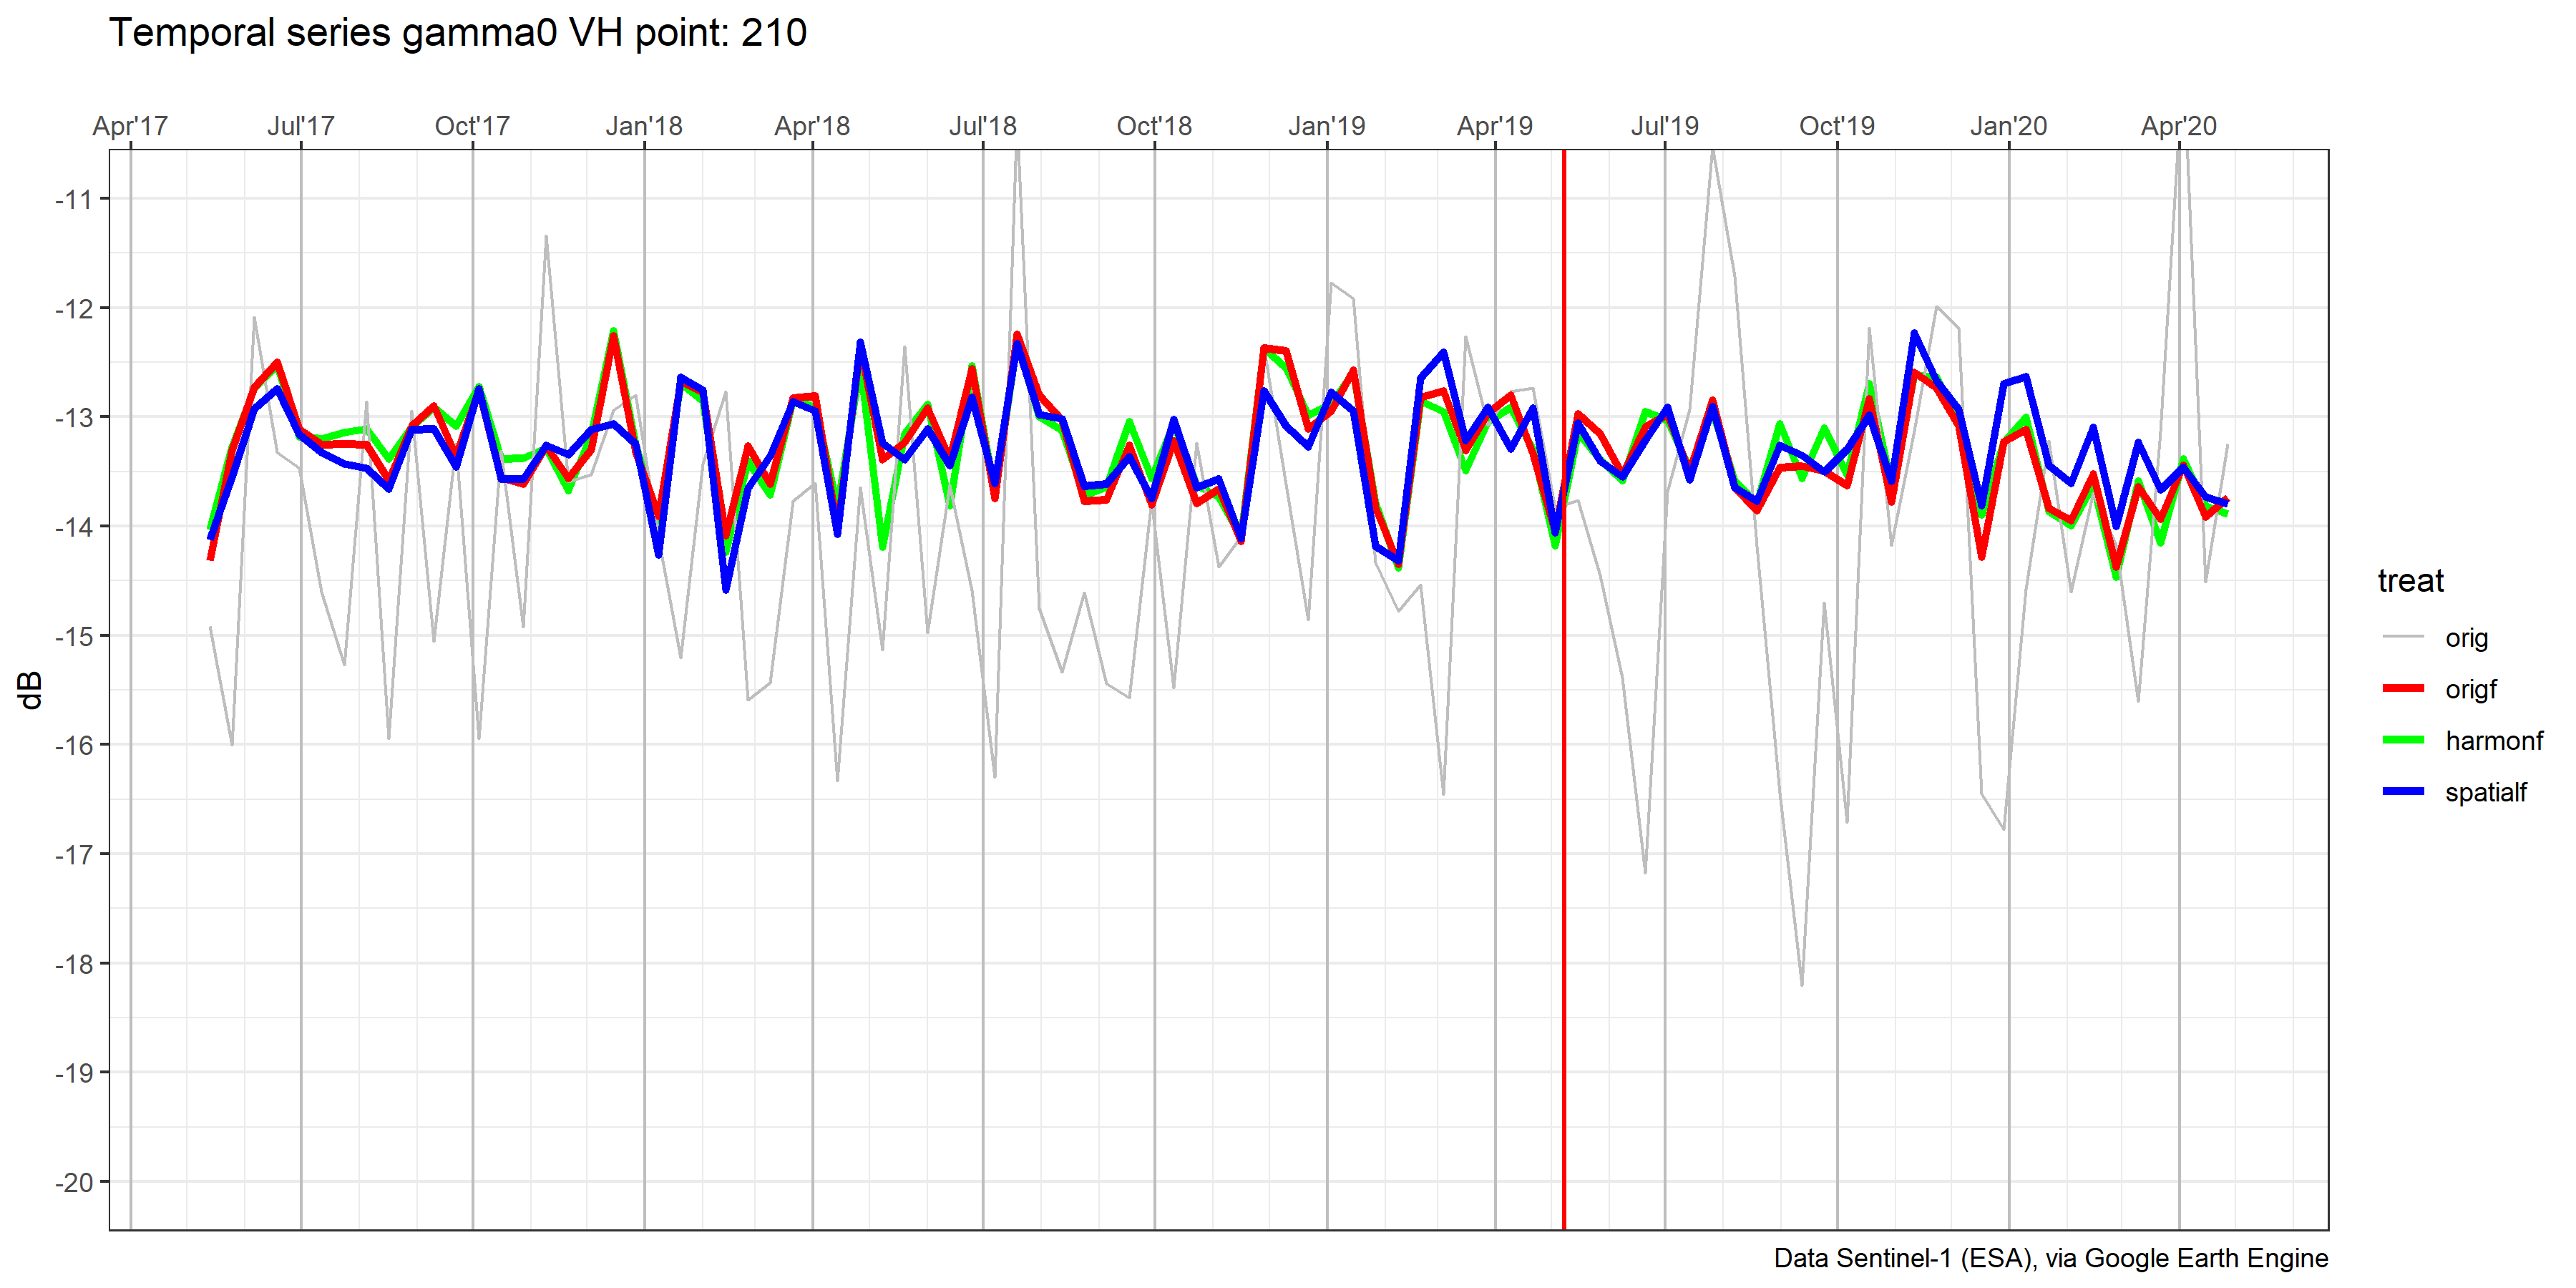 Temporal series gamma0 VH point: 210
Apr'17 Jul'17 Oct'17 Jan'18 Apr'18 Jul'18 Oct'18 Jan'19 Apr'19 Jul'19 Oct'19 Jan'20 Apr'20
-11
-12
-13
-14
-15
-16
-17
-18
-19
-20
dB
treat
orig
origf
harmonf
spatialf
Data Sentinel-1 (ESA), via Google Earth Engine